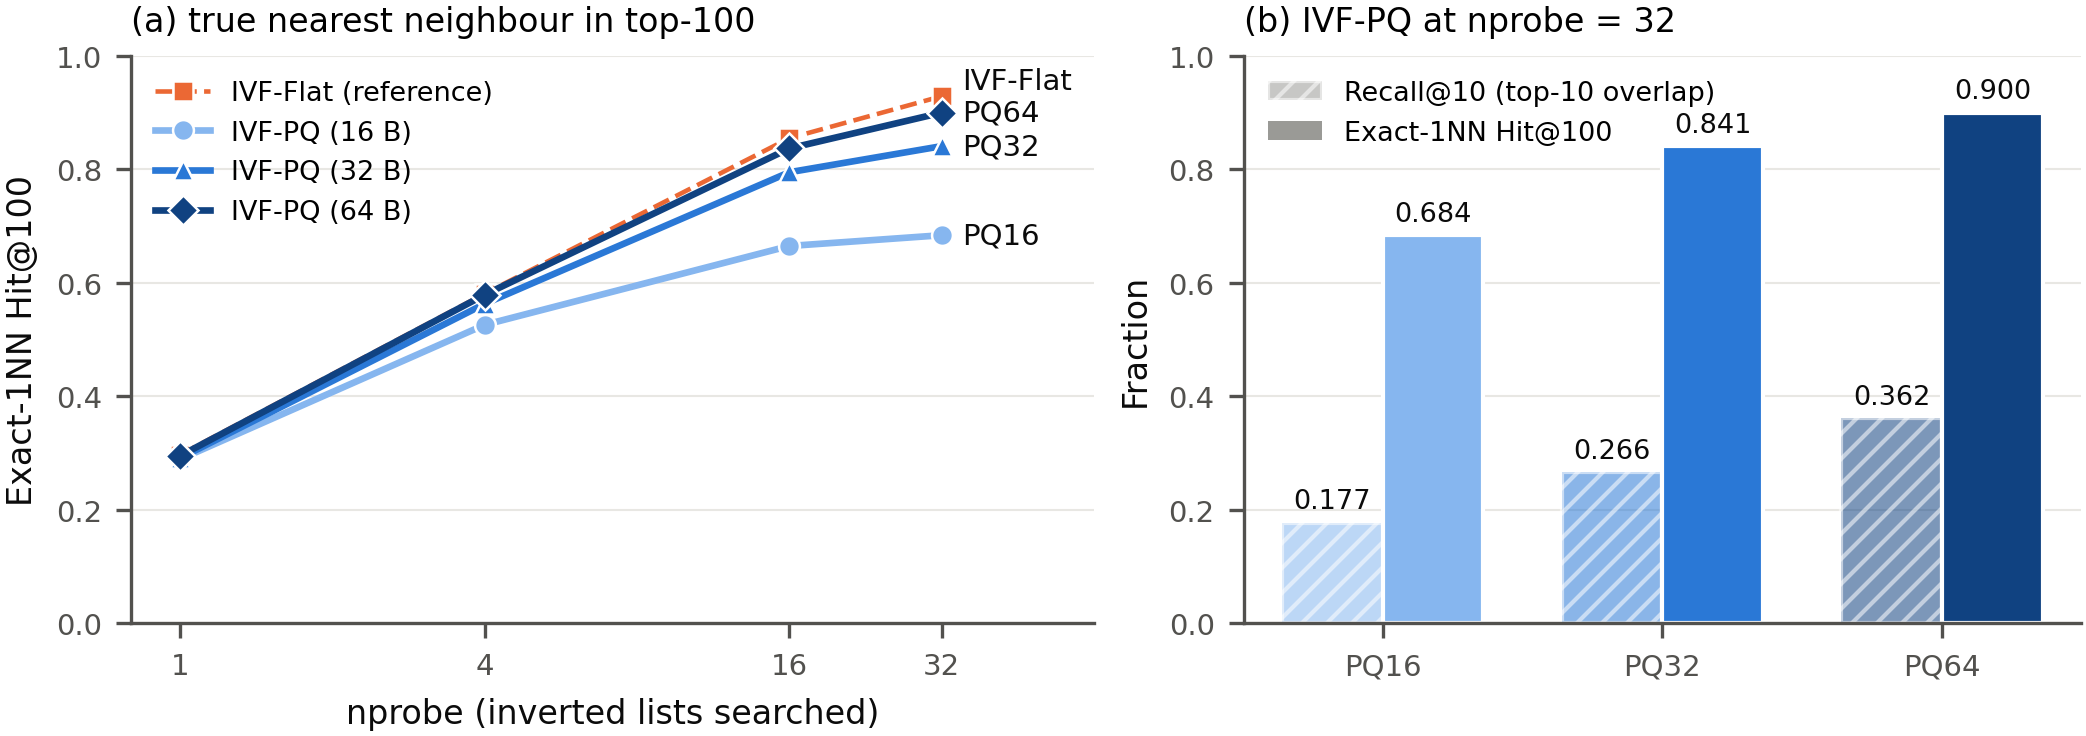 (a) true nearest neighbour in top-100
Exact-1NN Hit@100
1.0
0.8
0.6
0.4
0.2
0.0
IVF-Flat (reference)
IVF-PQ (16 B)
IVF-PQ (32 B)
IVF-PQ (64 B)
IVF-Flat
PQ64
PQ32
PQ16
1 4 16 32
nprobe (inverted lists searched)
(b) IVF-PQ at nprobe = 32
Fraction
1.0
0.8
0.6
0.4
0.2
0.0
Recall@10 (top-10 overlap)
Exact-1NN Hit@100
0.177
0.684
0.266
0.841
0.362
0.900
PQ16 PQ32 PQ64